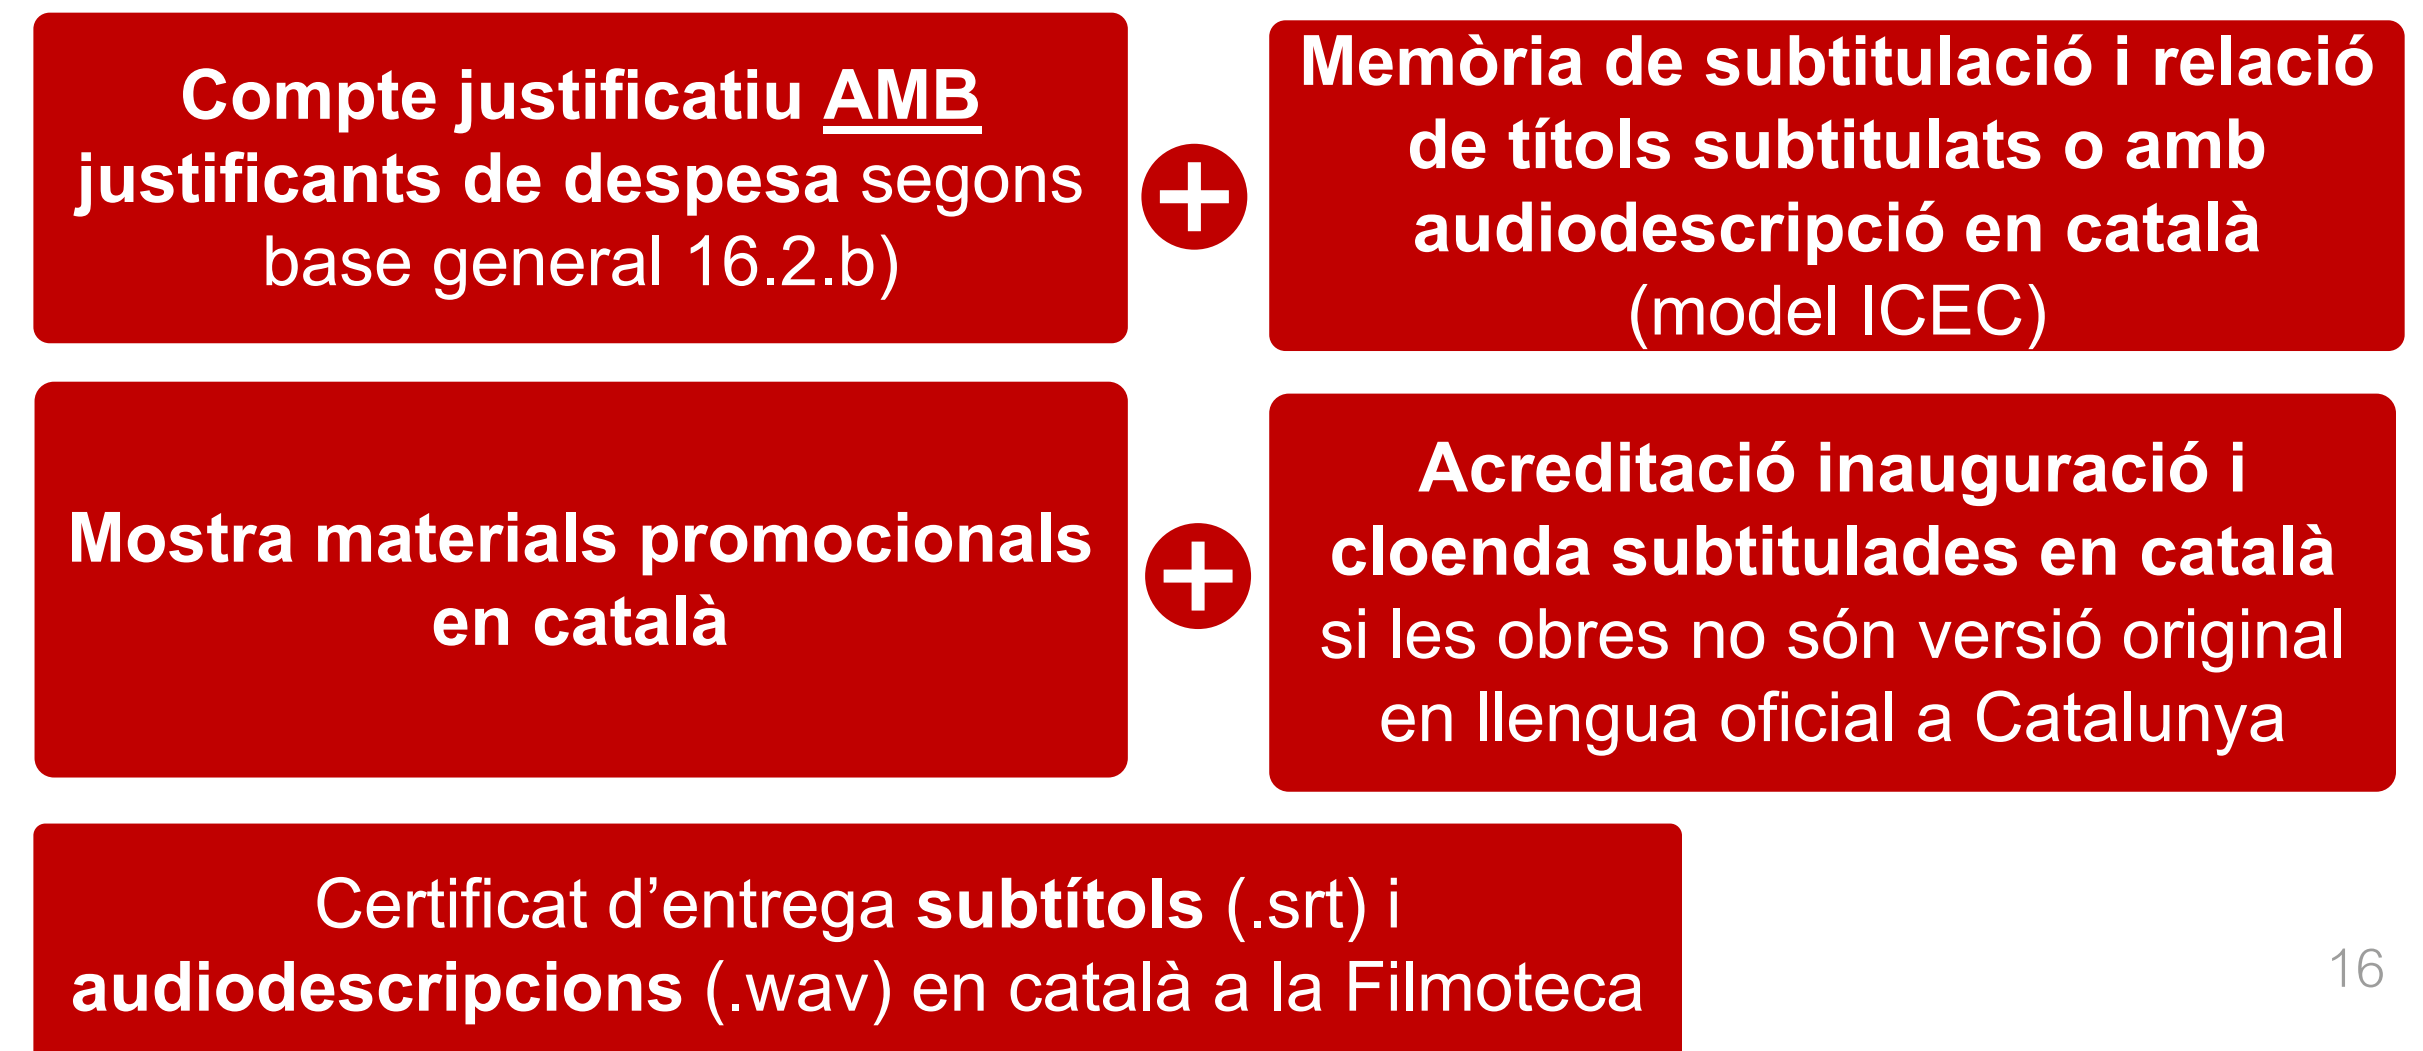 Compte justificatiu AMB
justificants de despesa segons
base general 16.2.b)
Memòria de subtitulació i relació
de títols subtitulats o amb
audiodescripció en català
(model ICEC)
Mostra materials promocionals
en català
Acreditació inauguració i
cloenda subtitulades en català
si les obres no són versió original
en llengua oficial a Catalunya
Certificat d’entrega subtítols (.srt) i
audiodescripcions (.wav) en català a la Filmoteca
16